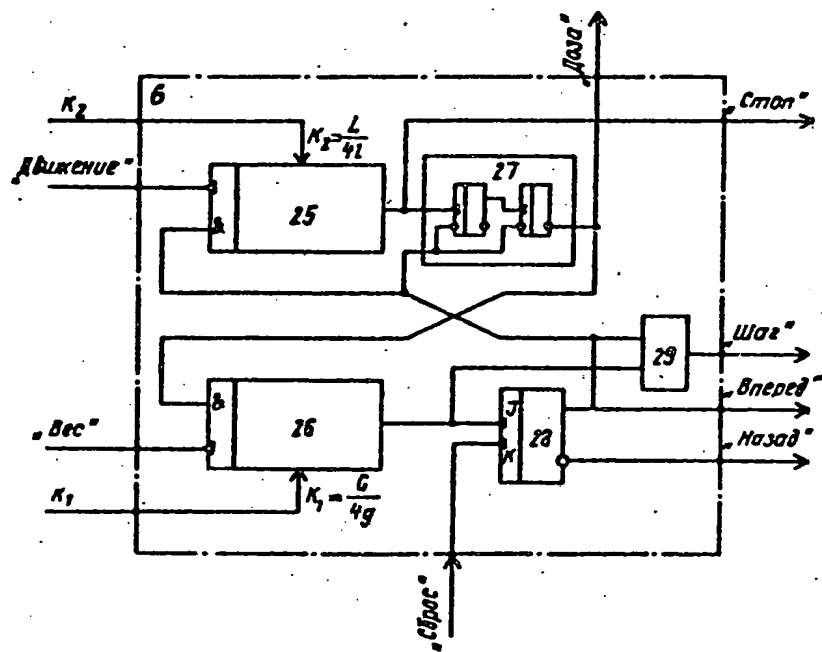 „Доза"
6
K₂
„Стоп"
K₂=L/4l
„Движение"
27
&
25
29
„Шаг"
„Вперед"
&
26
J
28
K
„Вес"
„Назад"
K₁
K₁=G/4g
„Сброс"